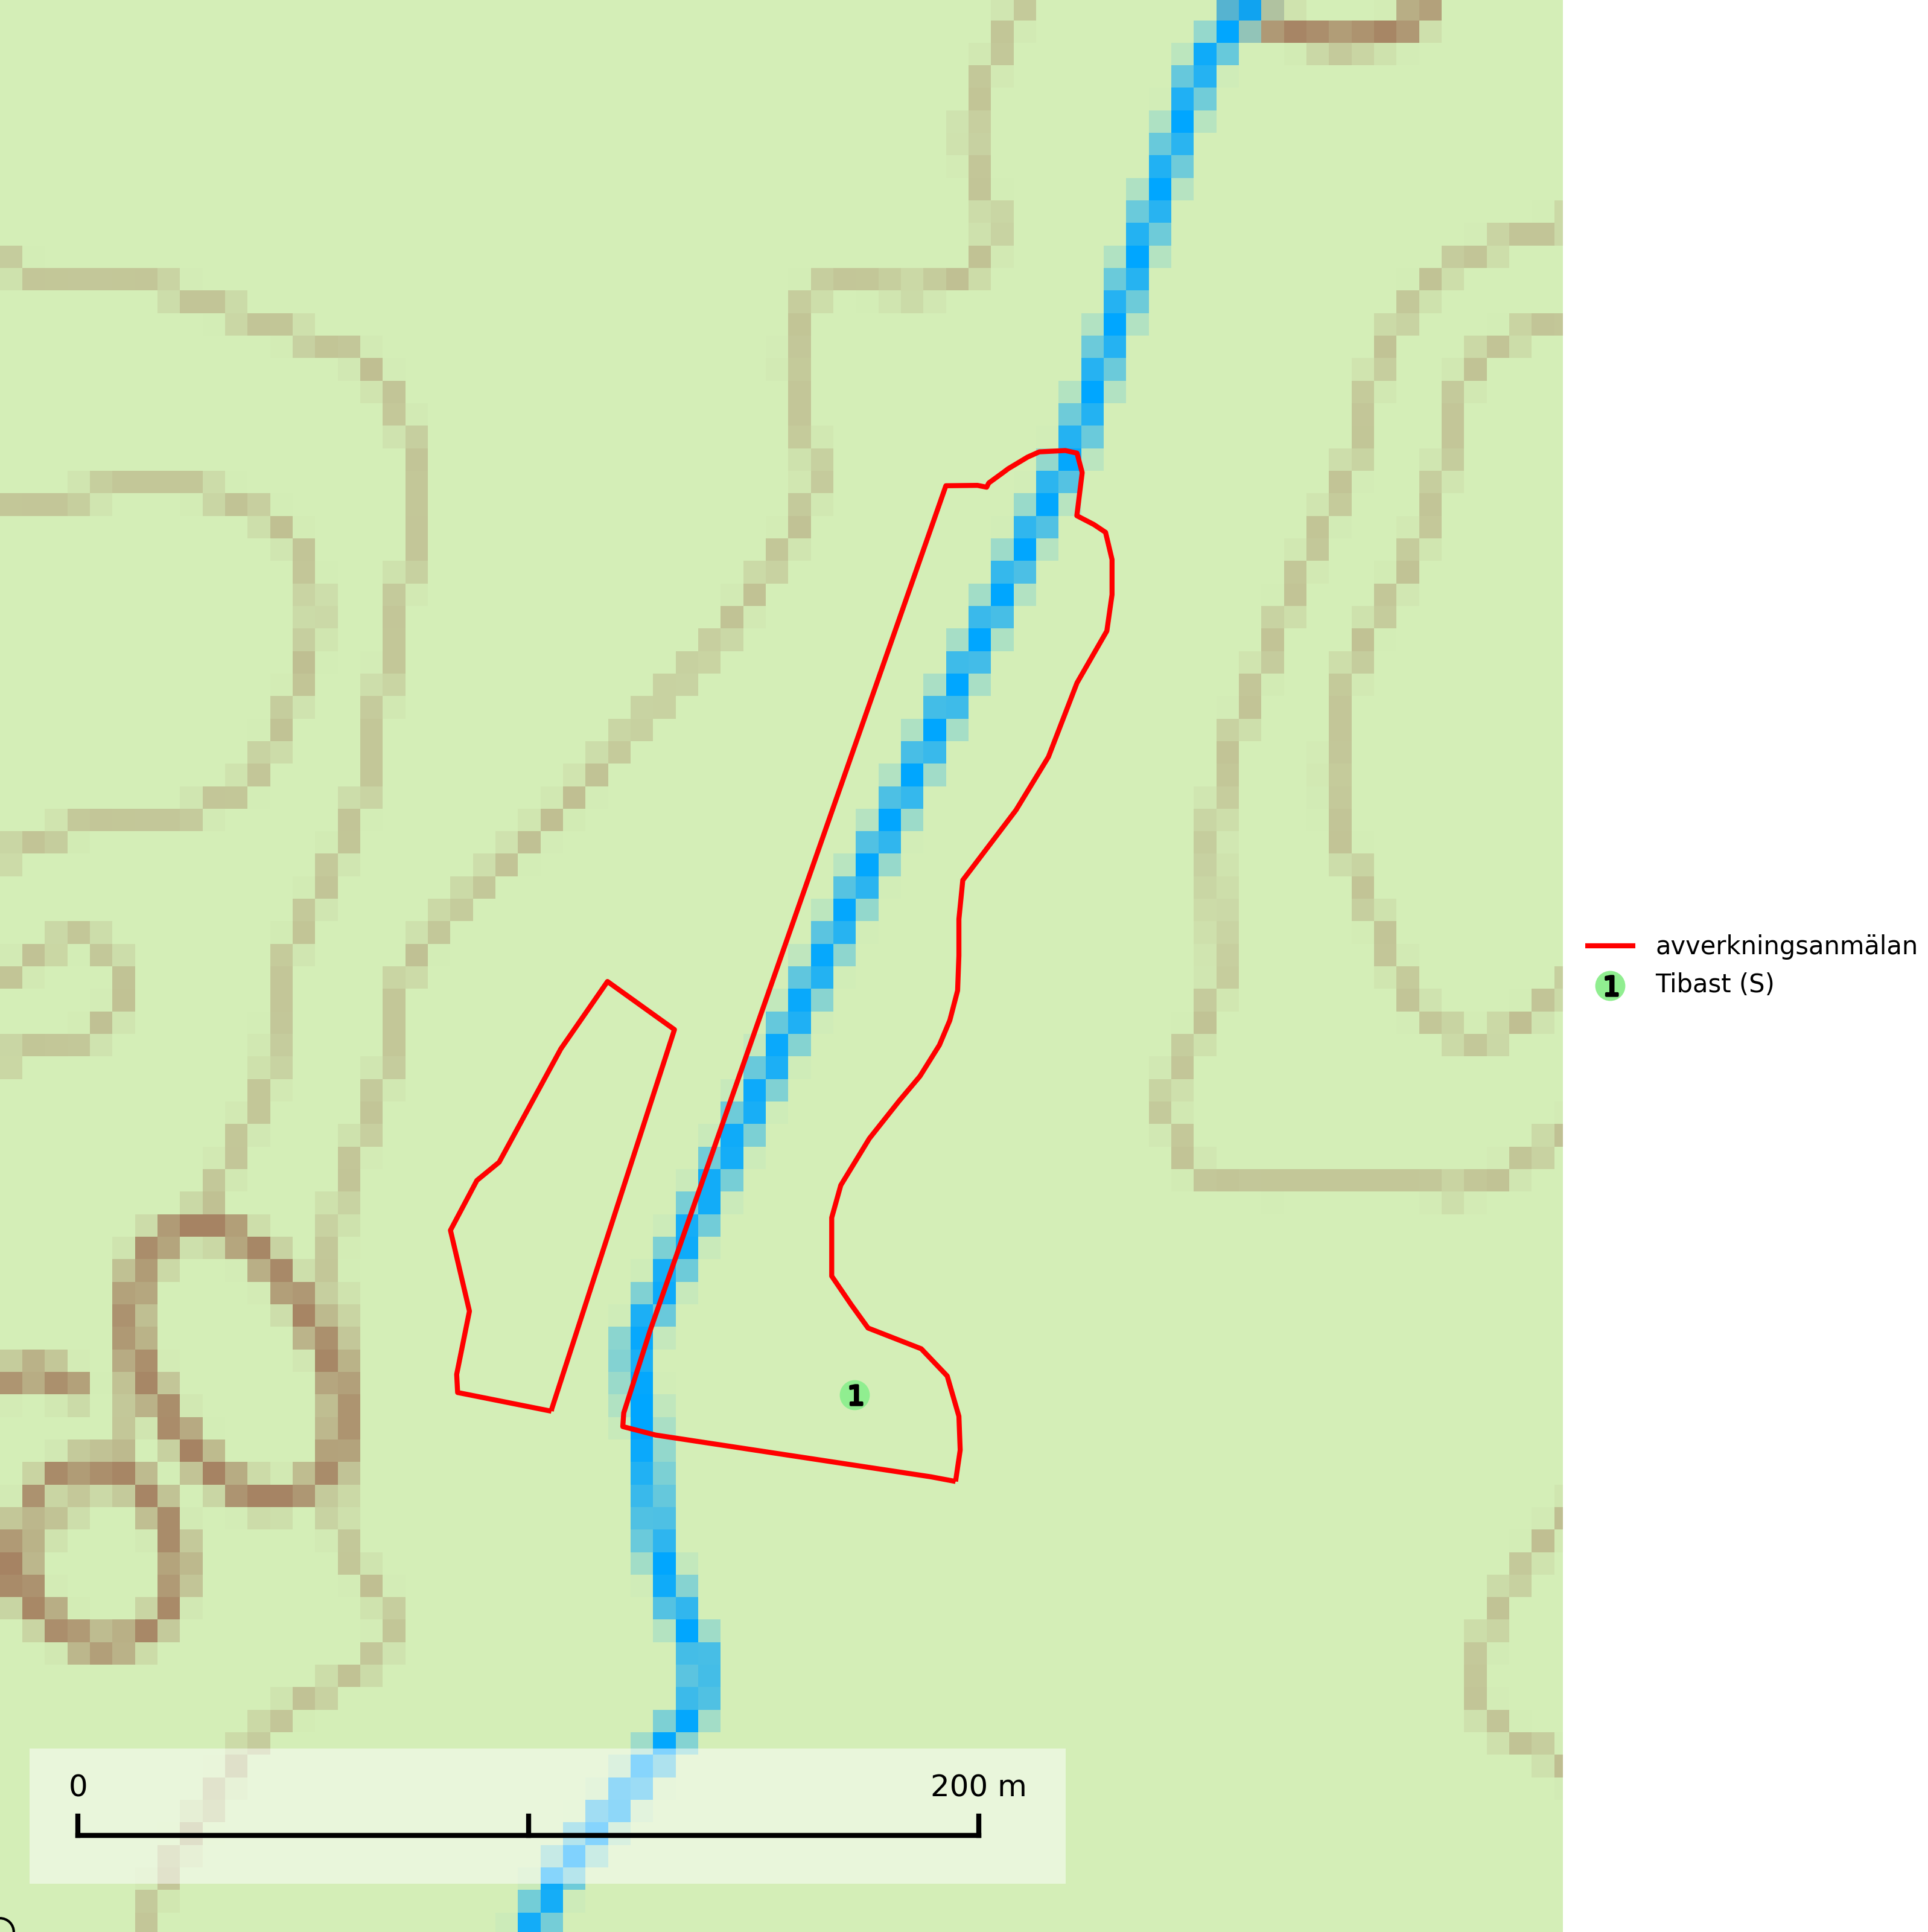 avverkningsanmälan
1 Tibast (S)
1
0 200 m